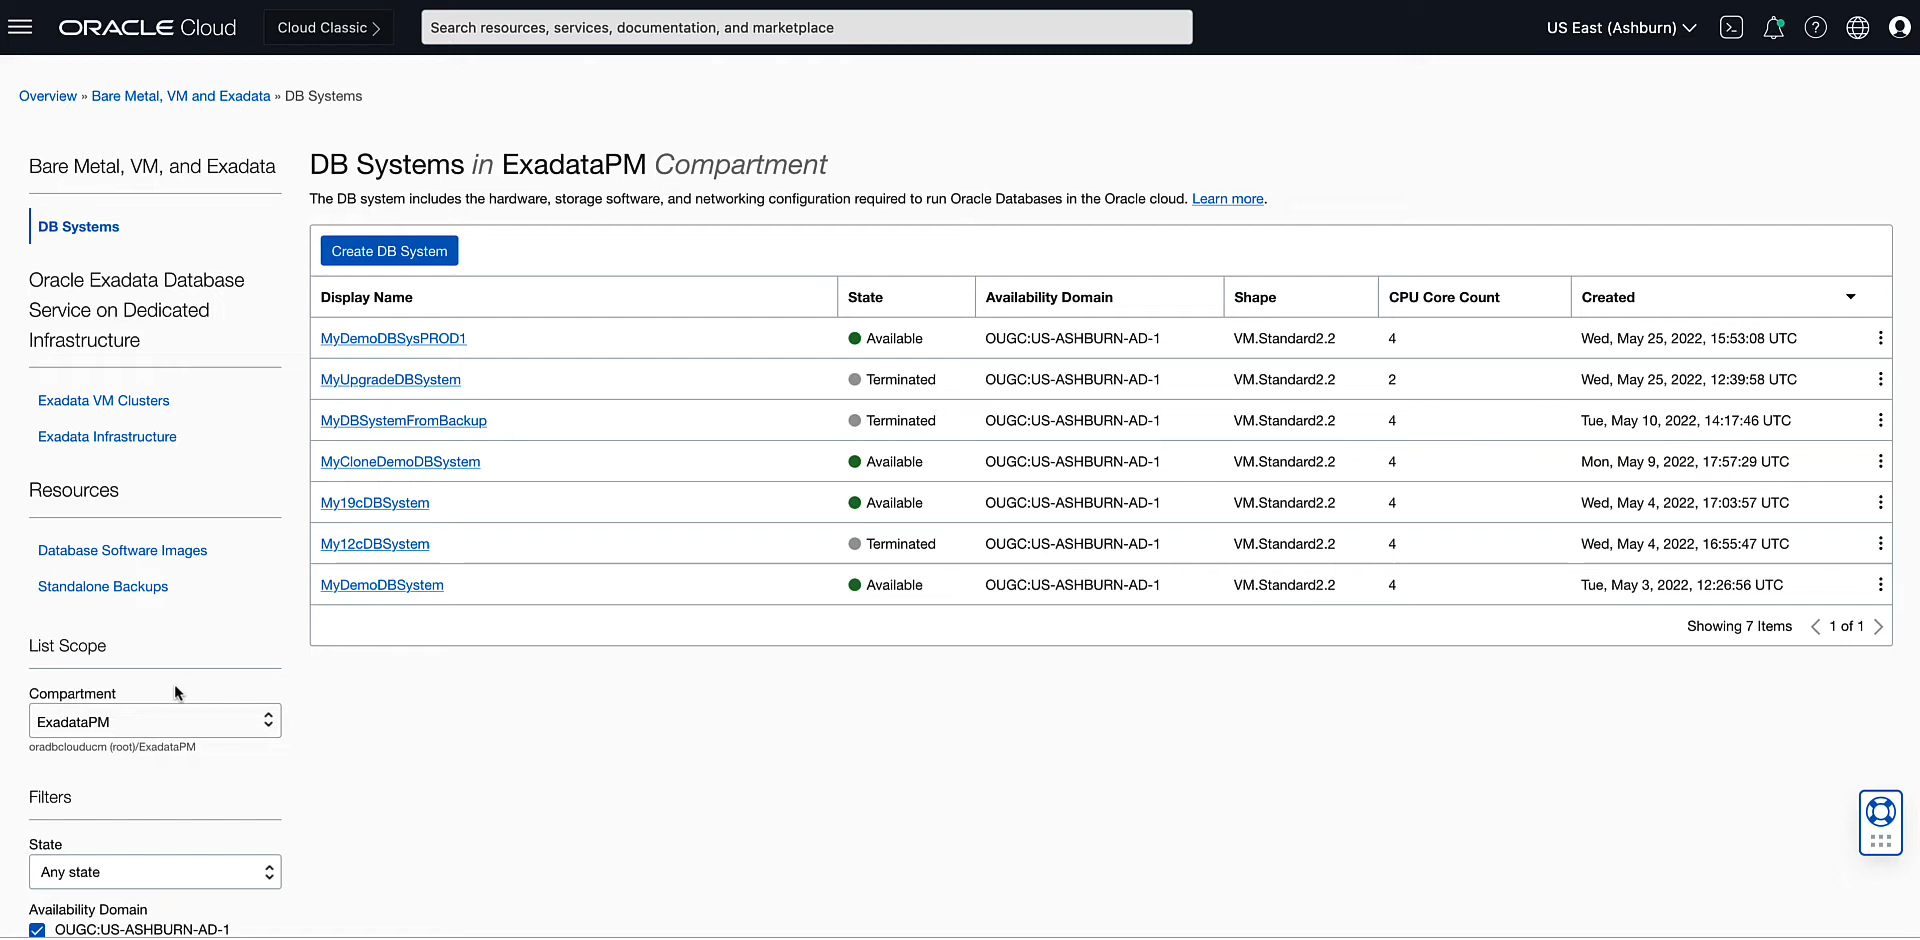 ORACLE Cloud
Cloud Classic
Search resources, services, documentation, and marketplace
US East (Ashburn)
Overview » Bare Metal, VM and Exadata » DB Systems
Bare Metal, VM, and Exadata
DB Systems
Oracle Exadata Database
Service on Dedicated
Infrastructure
Exadata VM Clusters
Exadata Infrastructure
Resources
Database Software Images
Standalone Backups
List Scope
Compartment
ExadataPM
oradbclouducm (root)/ExadataPM
Filters
State
Any state
Availability Domain
OUGC:US-ASHBURN-AD-1
DB Systems in ExadataPM Compartment
The DB system includes the hardware, storage software, and networking configuration required to run Oracle Databases in the Oracle cloud. Learn more.
Create DB System
Display Name State Availability Domain Shape CPU Core Count Created
MyDemoDBSysPROD1 Available OUGC:US-ASHBURN-AD-1 VM.Standard2.2 4 Wed, May 25, 2022, 15:53:08 UTC
MyUpgradeDBSystem Terminated OUGC:US-ASHBURN-AD-1 VM.Standard2.2 2 Wed, May 25, 2022, 12:39:58 UTC
MyDBSystemFromBackup Terminated OUGC:US-ASHBURN-AD-1 VM.Standard2.2 4 Tue, May 10, 2022, 14:17:46 UTC
MyCloneDemoDBSystem Available OUGC:US-ASHBURN-AD-1 VM.Standard2.2 4 Mon, May 9, 2022, 17:57:29 UTC
My19cDBSystem Available OUGC:US-ASHBURN-AD-1 VM.Standard2.2 4 Wed, May 4, 2022, 17:03:57 UTC
My12cDBSystem Terminated OUGC:US-ASHBURN-AD-1 VM.Standard2.2 4 Wed, May 4, 2022, 16:55:47 UTC
MyDemoDBSystem Available OUGC:US-ASHBURN-AD-1 VM.Standard2.2 4 Tue, May 3, 2022, 12:26:56 UTC
Showing 7 Items 1 of 1